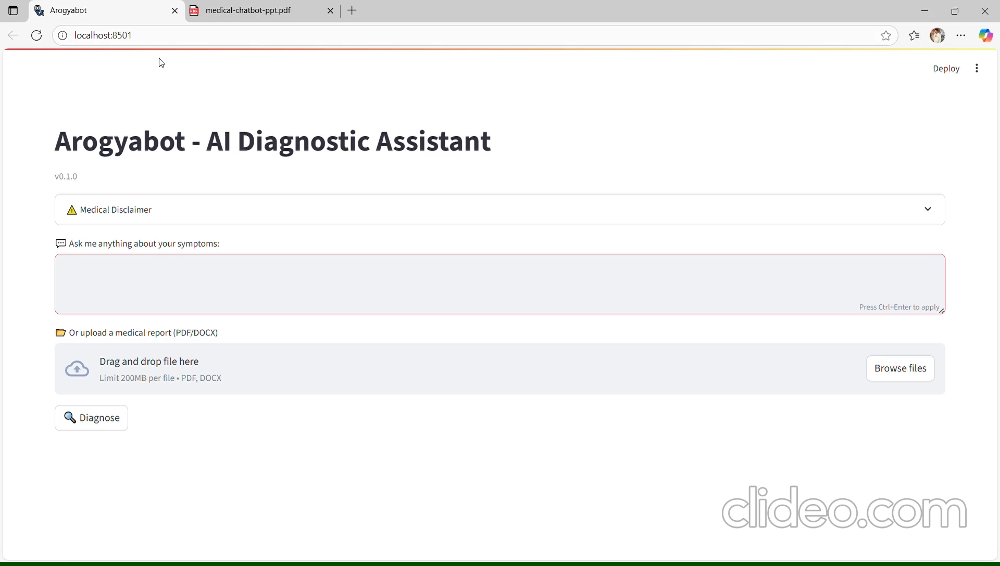 Arogyabot
medical-chatbot-ppt.pdf
localhost:8501
Deploy
Arogyabot - AI Diagnostic Assistant
v0.1.0
Medical Disclaimer
Ask me anything about your symptoms:
Press Ctrl+Enter to apply
Or upload a medical report (PDF/DOCX)
Drag and drop file here
Limit 200MB per file • PDF, DOCX
Browse files
Diagnose
clideo.com